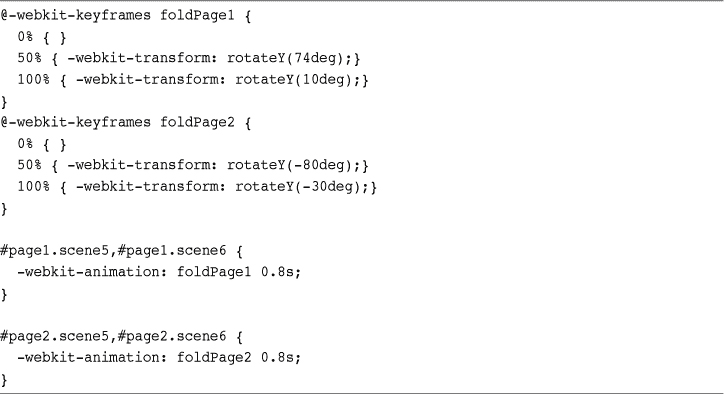 @-webkit-keyframes foldPage1 {
  0% { }
  50% { -webkit-transform: rotateY(74deg);}
  100% { -webkit-transform: rotateY(10deg);}
}
@-webkit-keyframes foldPage2 {
  0% { }
  50% { -webkit-transform: rotateY(-80deg);}
  100% { -webkit-transform: rotateY(-30deg);}
}

#page1.scene5,#page1.scene6 {
  -webkit-animation: foldPage1 0.8s;
}

#page2.scene5,#page2.scene6 {
  -webkit-animation: foldPage2 0.8s;
}